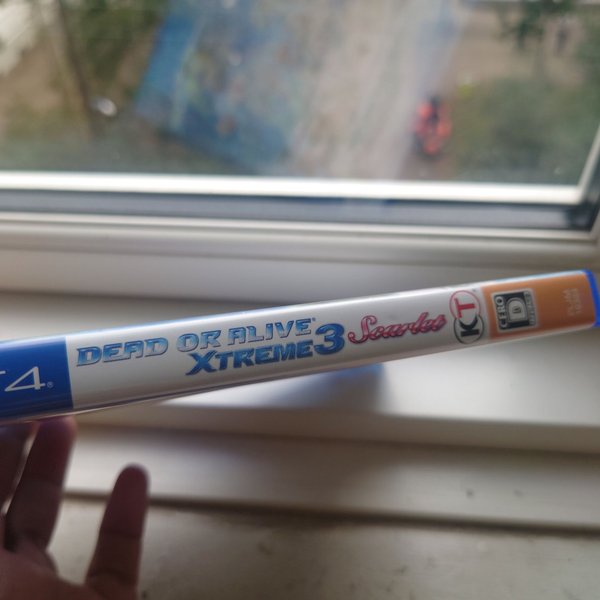 4
DEAD OR ALIVE
XTREME 3 Scarlet
KT
CERO
D